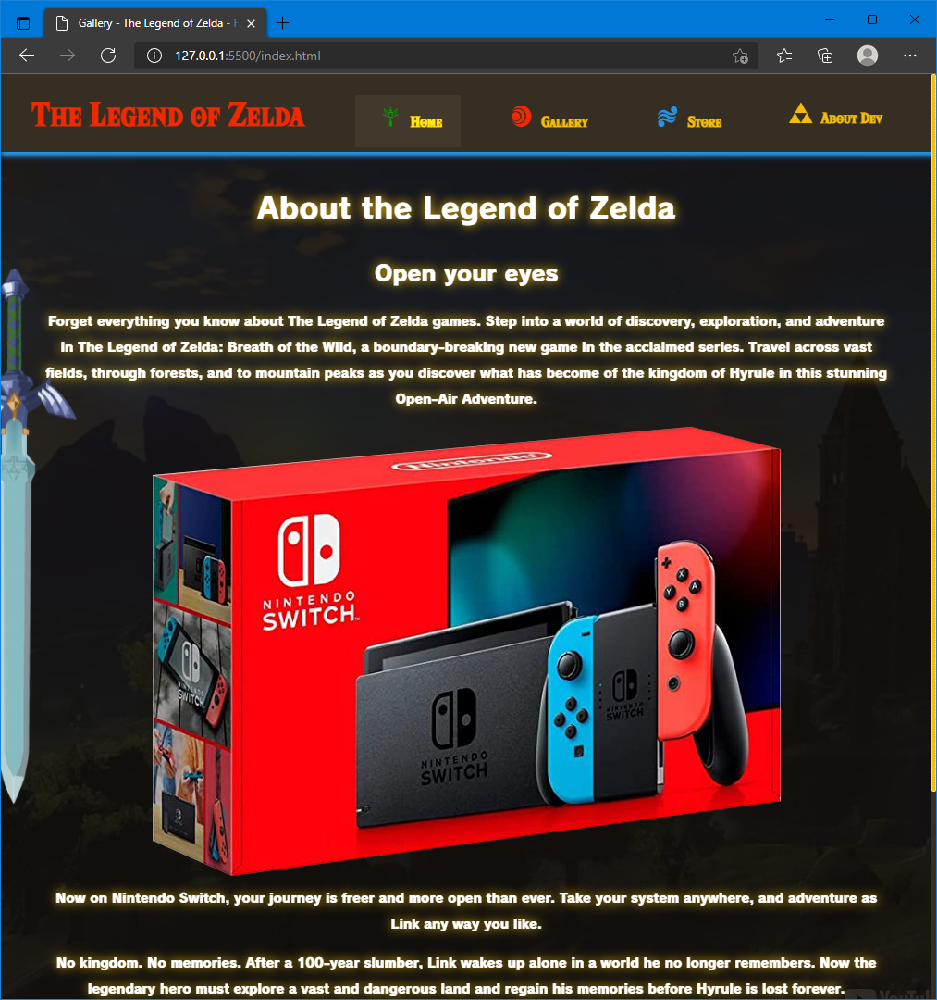 Gallery - The Legend of Zelda - F
127.0.0.1:5500/index.html
The Legend of Zelda
Home
Gallery
Store
About Dev
About the Legend of Zelda
Open your eyes
Forget everything you know about The Legend of Zelda games. Step into a world of discovery, exploration, and adventure
in The Legend of Zelda: Breath of the Wild, a boundary-breaking new game in the acclaimed series. Travel across vast
fields, through forests, and to mountain peaks as you discover what has become of the kingdom of Hyrule in this stunning
Open-Air Adventure.
Nintendo
NINTENDO
SWITCH™
X
Y
A
B
NINTENDO
SWITCH
NINTENDO
SWITCH
NINTENDO
SWITCH
Now on Nintendo Switch, your journey is freer and more open than ever. Take your system anywhere, and adventure as
Link any way you like.
No kingdom. No memories. After a 100-year slumber, Link wakes up alone in a world he no longer remembers. Now the
legendary hero must explore a vast and dangerous land and regain his memories before Hyrule is lost forever.